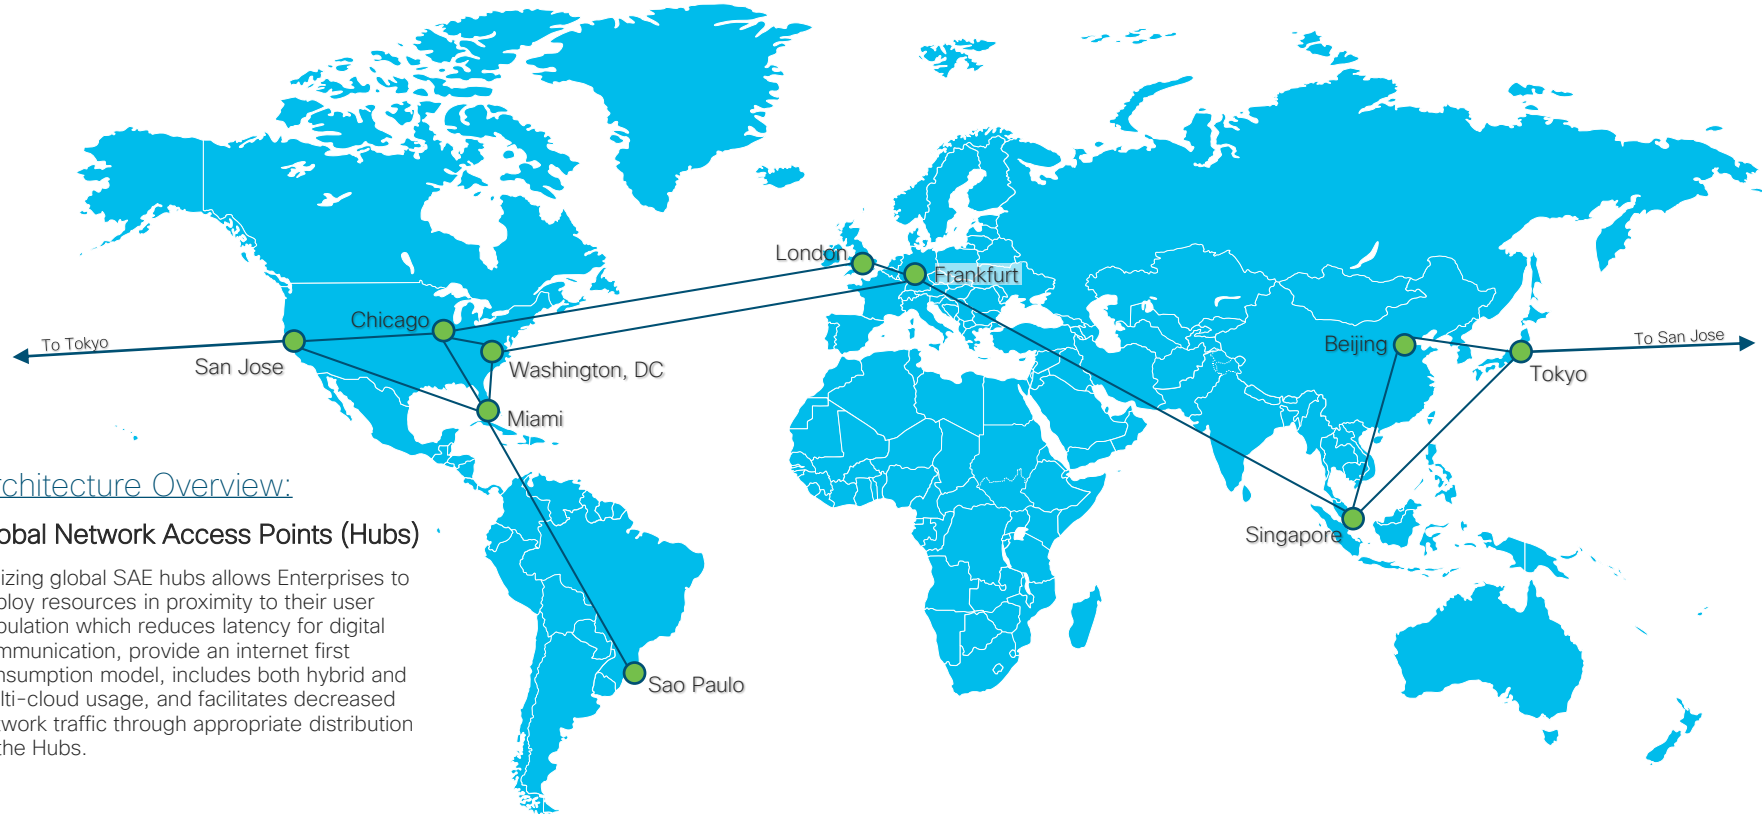 London
Frankfurt
Chicago
To Tokyo
San Jose
Washington, DC
Miami
Beijing
To San Jose
Tokyo
Singapore
Sao Paulo
rchitecture Overview:
obal Network Access Points (Hubs)
izing global SAE hubs allows Enterprises to
ploy resources in proximity to their user
pulation which reduces latency for digital
mmunication, provide an internet first
nsumption model, includes both hybrid and
lti-cloud usage, and facilitates decreased
twork traffic through appropriate distribution
the Hubs.